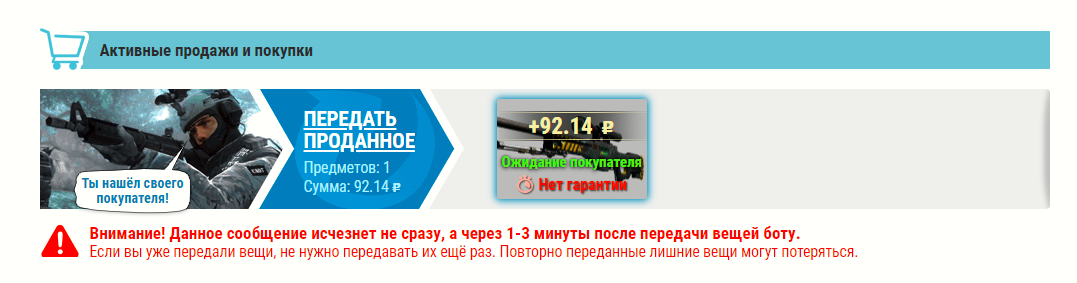 Активные продажи и покупки
ПЕРЕДАТЬ
ПРОДАННОЕ
Предметов: 1
Сумма: 92.14 ₽
Ты нашёл своего
покупателя!
+92.14 ₽
Ожидание покупателя
Нет гарантии
Внимание! Данное сообщение исчезнет не сразу, а через 1-3 минуты после передачи вещей боту.
Если вы уже передали вещи, не нужно передавать их ещё раз. Повторно переданные лишние вещи могут потеряться.